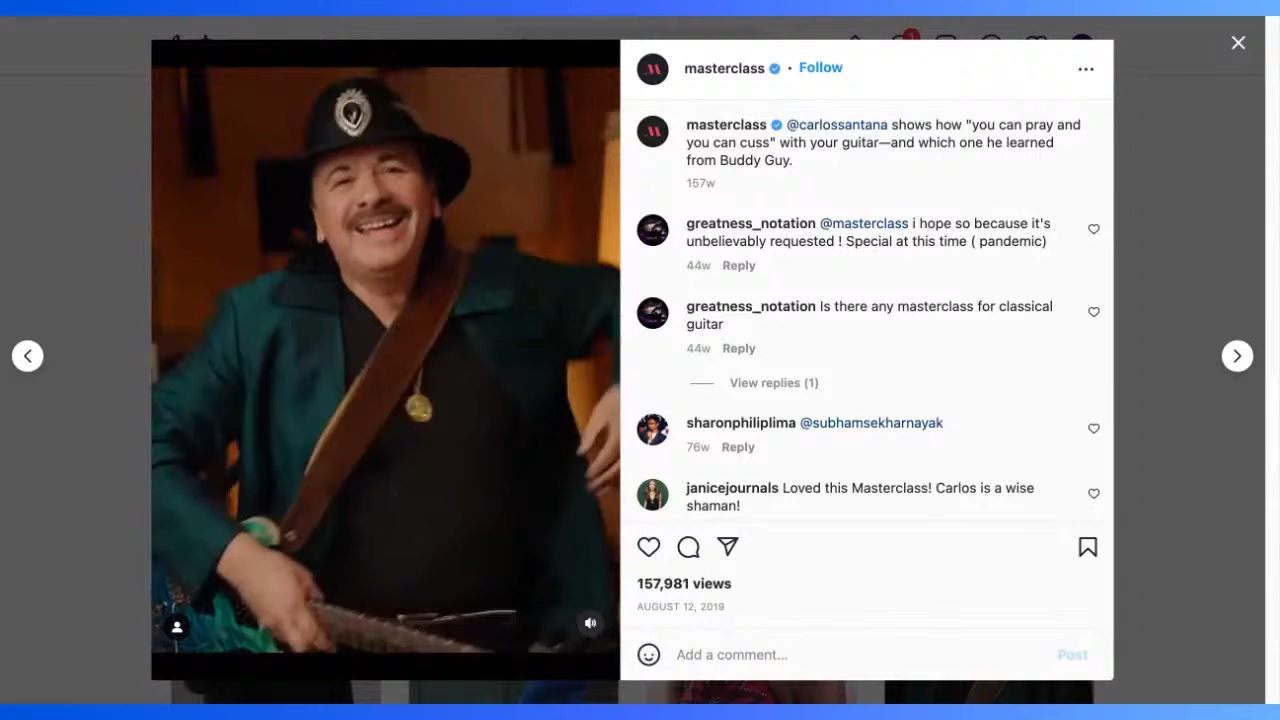 1
masterclass • Follow
masterclass @carlossantana shows how "you can pray and
you can cuss" with your guitar—and which one he learned
from Buddy Guy.
157w
greatness_notation @masterclass i hope so because it's
unbelievably requested ! Special at this time ( pandemic)
44w Reply
greatness_notation Is there any masterclass for classical
guitar
44w Reply
View replies (1)
sharonphiliplima @subhamsekharnayak
76w Reply
janicejournals Loved this Masterclass! Carlos is a wise
shaman!
157,981 views
AUGUST 12, 2019
Add a comment... Post